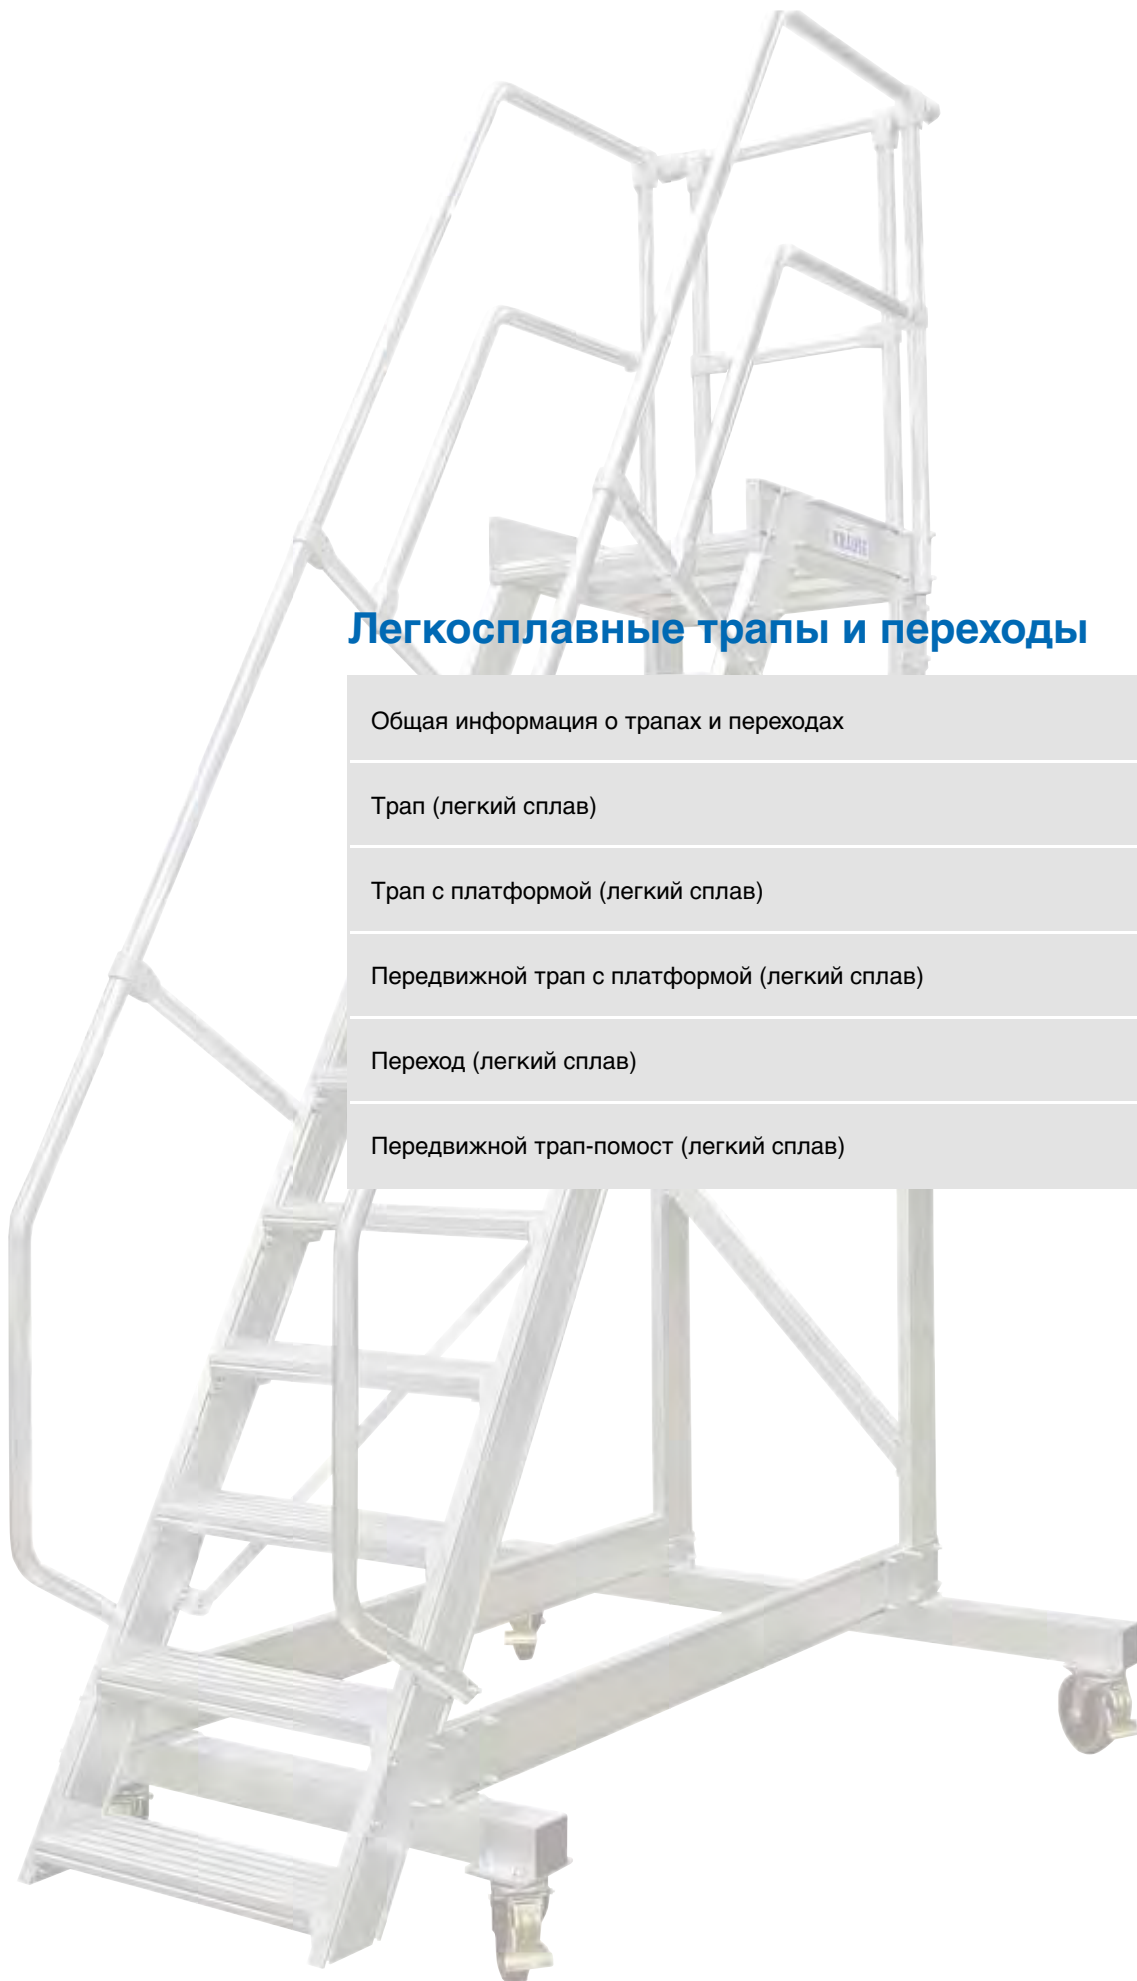 KRAUSE
Легкосплавные трапы и переходы
Общая информация о трапах и переходах
Трап (легкий сплав)
Трап с платформой (легкий сплав)
Передвижной трап с платформой (легкий сплав)
Переход (легкий сплав)
Передвижной трап-помост (легкий сплав)